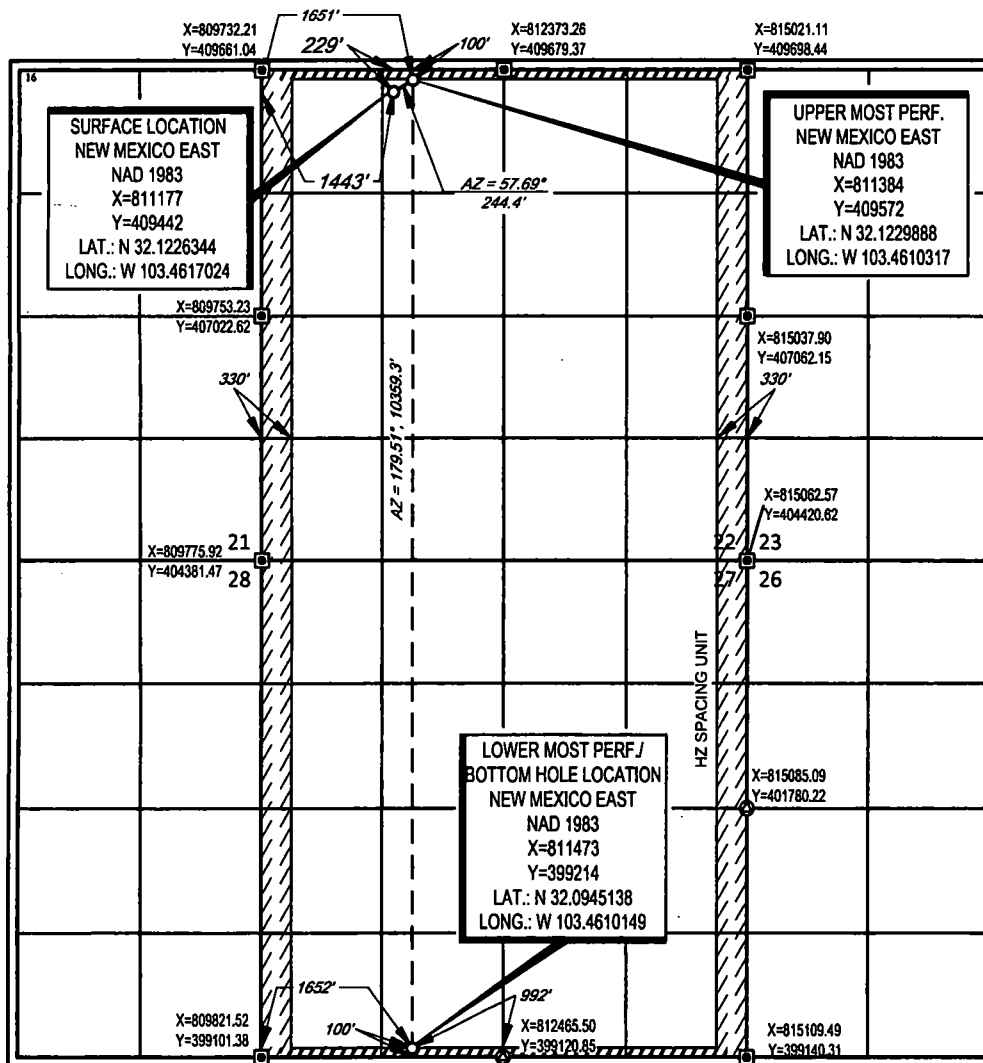 X=809732.21
Y=409661.04
1651'
229'
100'
X=812373.26
Y=409679.37
X=815021.11
Y=409698.44
16
SURFACE LOCATION
NEW MEXICO EAST
NAD 1983
X=811177
Y=409442
LAT.: N 32.1226344
LONG.: W 103.4617024
1443'
AZ = 57.69°
244.4'
UPPER MOST PERF.
NEW MEXICO EAST
NAD 1983
X=811384
Y=409572
LAT.: N 32.1229888
LONG.: W 103.4610317
X=809753.23
Y=407022.62
X=815037.90
Y=407062.15
330'
330'
AZ = 179.51°, 10359.3'
X=815062.57
Y=404420.62
21
22
23
X=809775.92
Y=404381.47
28
27
26
HZ SPACING UNIT
LOWER MOST PERF./
BOTTOM HOLE LOCATION
NEW MEXICO EAST
NAD 1983
X=811473
Y=399214
LAT.: N 32.0945138
LONG.: W 103.4610149
X=815085.09
Y=401780.22
1652'
992'
100'
X=809821.52
Y=399101.38
X=812465.50
Y=399120.85
X=815109.49
Y=399140.31